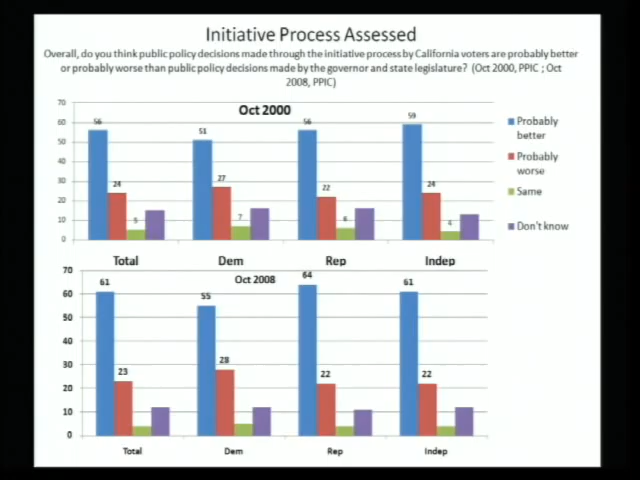 Initiative Process Assessed
Overall, do you think public policy decisions made through the initiative process by California voters are probably better
or probably worse than public policy decisions made by the governor and state legislature? (Oct 2000, PPIC ; Oct
2008, PPIC)
Oct 2000
70
60
50
40
30
20
10
0
56
24
5
51
27
7
56
22
6
59
24
4
Total
Dem
Rep
Indep
Probably
better
Probably
worse
Same
Don't know
Oct 2008
70
60
50
40
30
20
10
0
61
23
55
28
64
22
61
22
Total
Dem
Rep
Indep